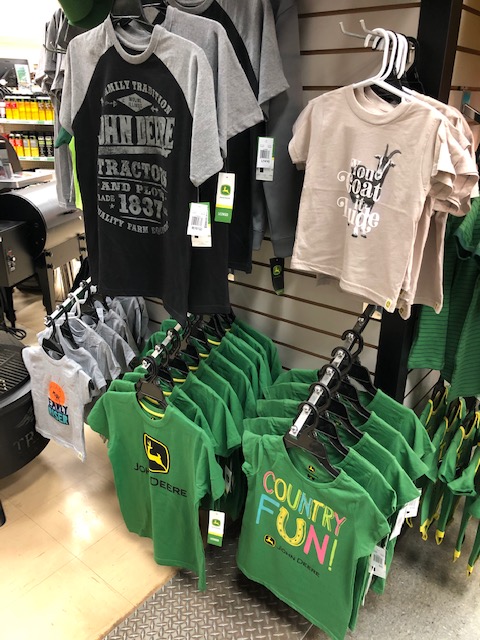 FAMILY TRADITION
JOHN DEERE
TRACTORS
AND PLOWS
MADE 1837
QUALITY FARM
You
Goat
it
Dude
JOHN DEERE
COUNTRY
FUN!
JOHN DEERE